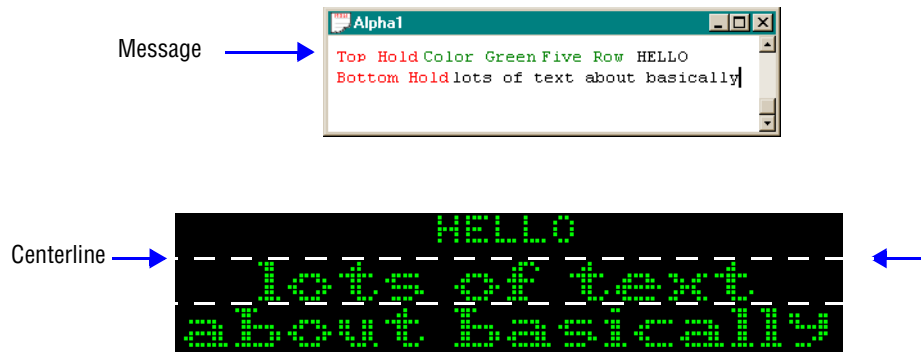 Alpha1
Message
Top Hold Color Green Five Row HELLO
Bottom Hold lots of text about basically
HELLO
Centerline
lots of text
about basically